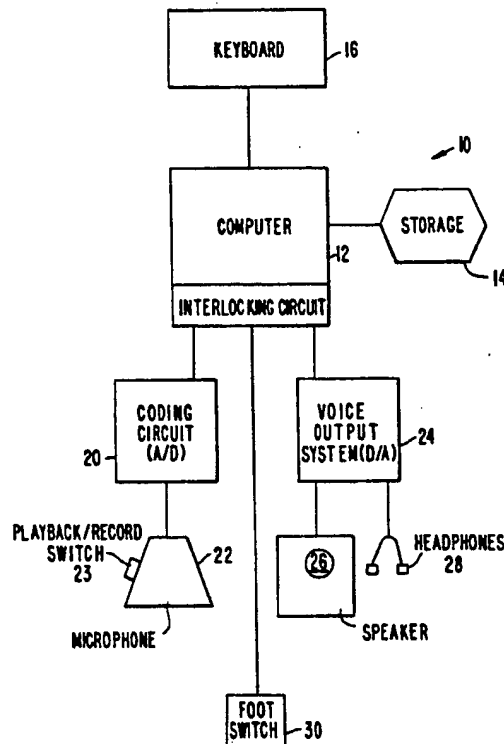 KEYBOARD
16
10
COMPUTER
12
STORAGE
14
INTERLOCKING CIRCUIT
CODING
CIRCUIT
(A/D)
20
VOICE
OUTPUT
SYSTEM(D/A)
24
PLAYBACK/RECORD
SWITCH
23
22
MICROPHONE
26
SPEAKER
HEADPHONES
28
FOOT
SWITCH
30